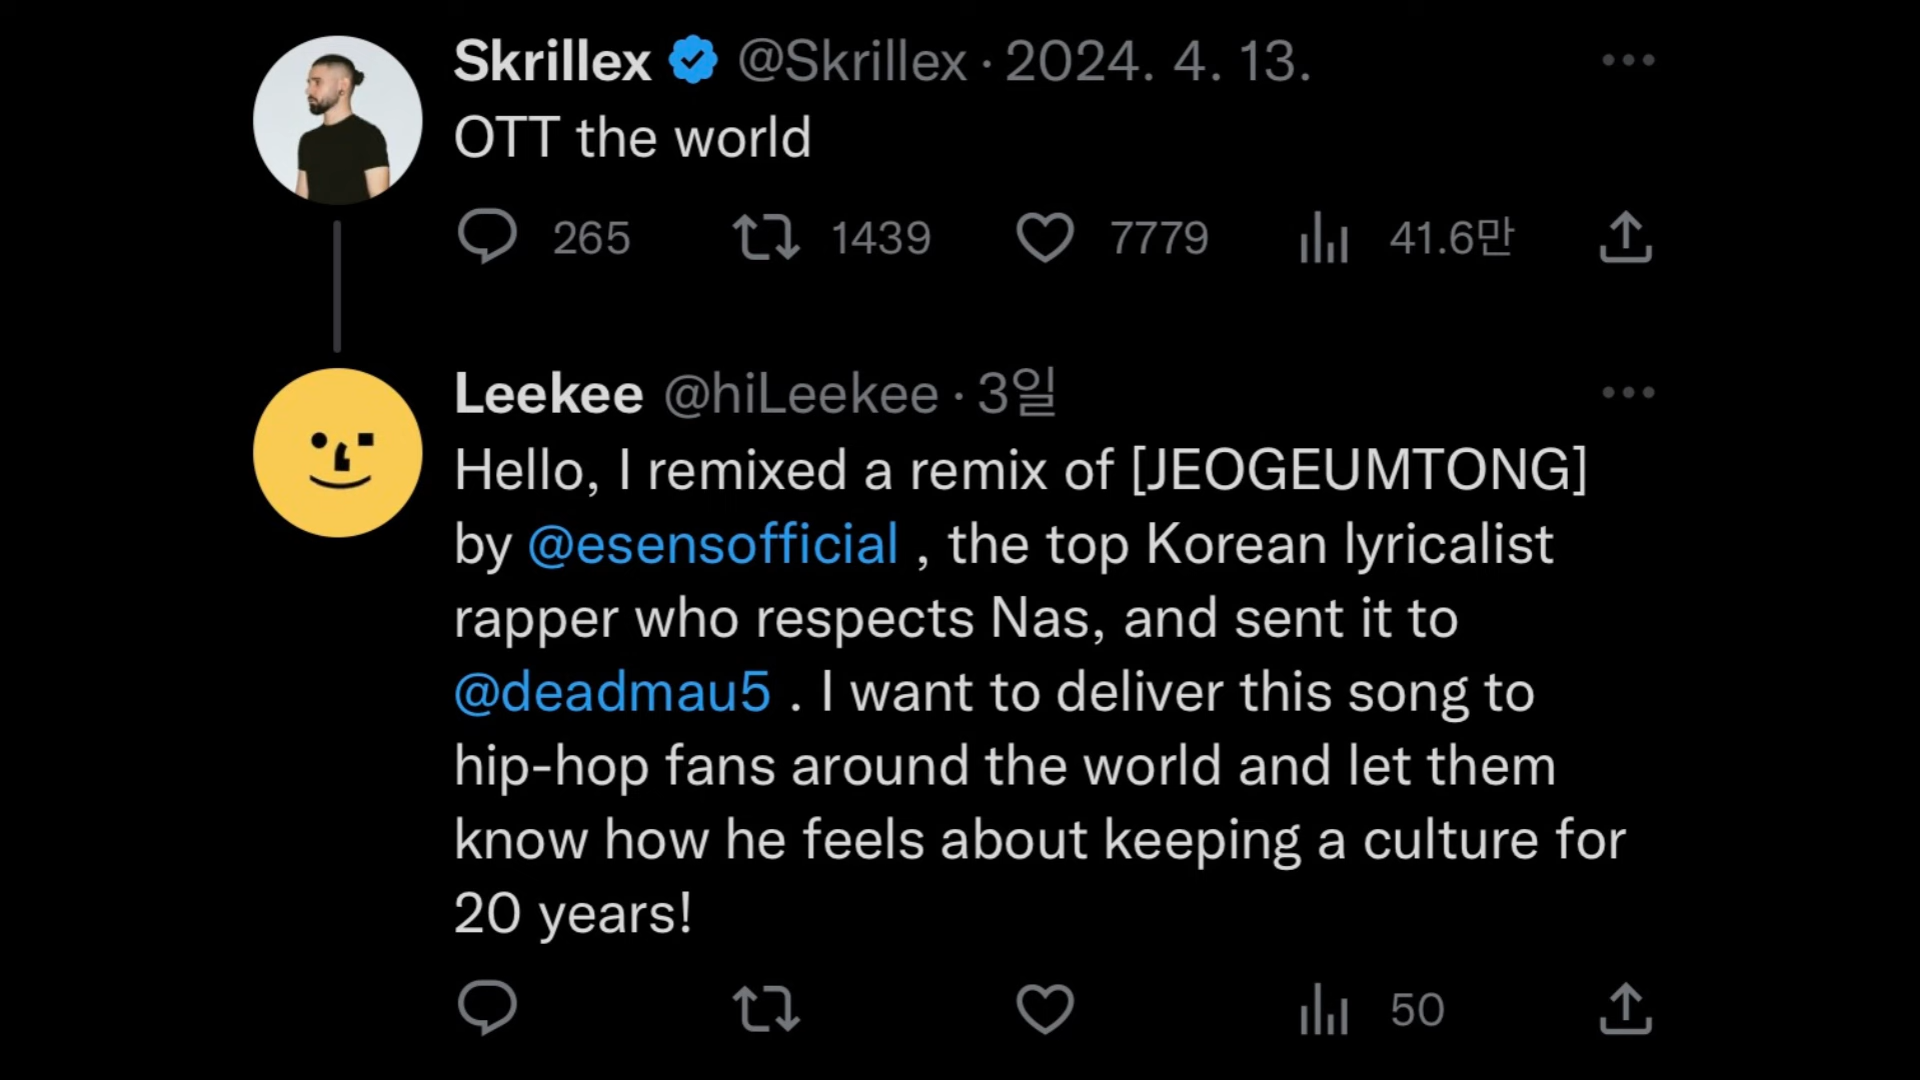 Skrillex @Skrillex · 2024. 4. 13.
OTT the world
265 1439 7779 41.6만
Leekee @hiLeekee · 3일
Hello, I remixed a remix of [JEOGEUMTONG]
by @esensofficial , the top Korean lyricalist
rapper who respects Nas, and sent it to
@deadmau5 . I want to deliver this song to
hip-hop fans around the world and let them
know how he feels about keeping a culture for
20 years!
50